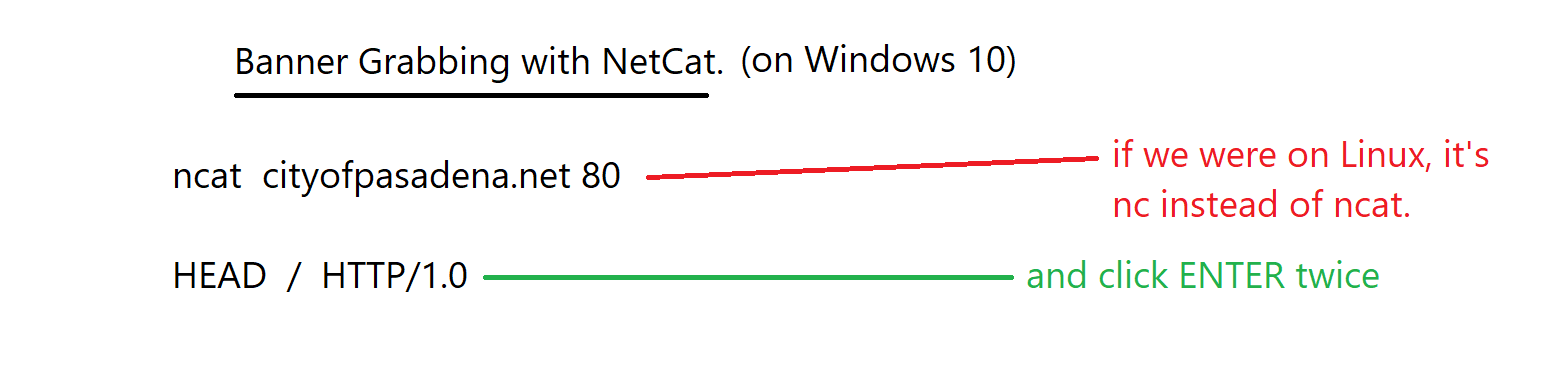 Banner Grabbing with NetCat. (on Windows 10)
ncat cityofpasadena.net 80
if we were on Linux, it's
nc instead of ncat.
HEAD / HTTP/1.0
and click ENTER twice